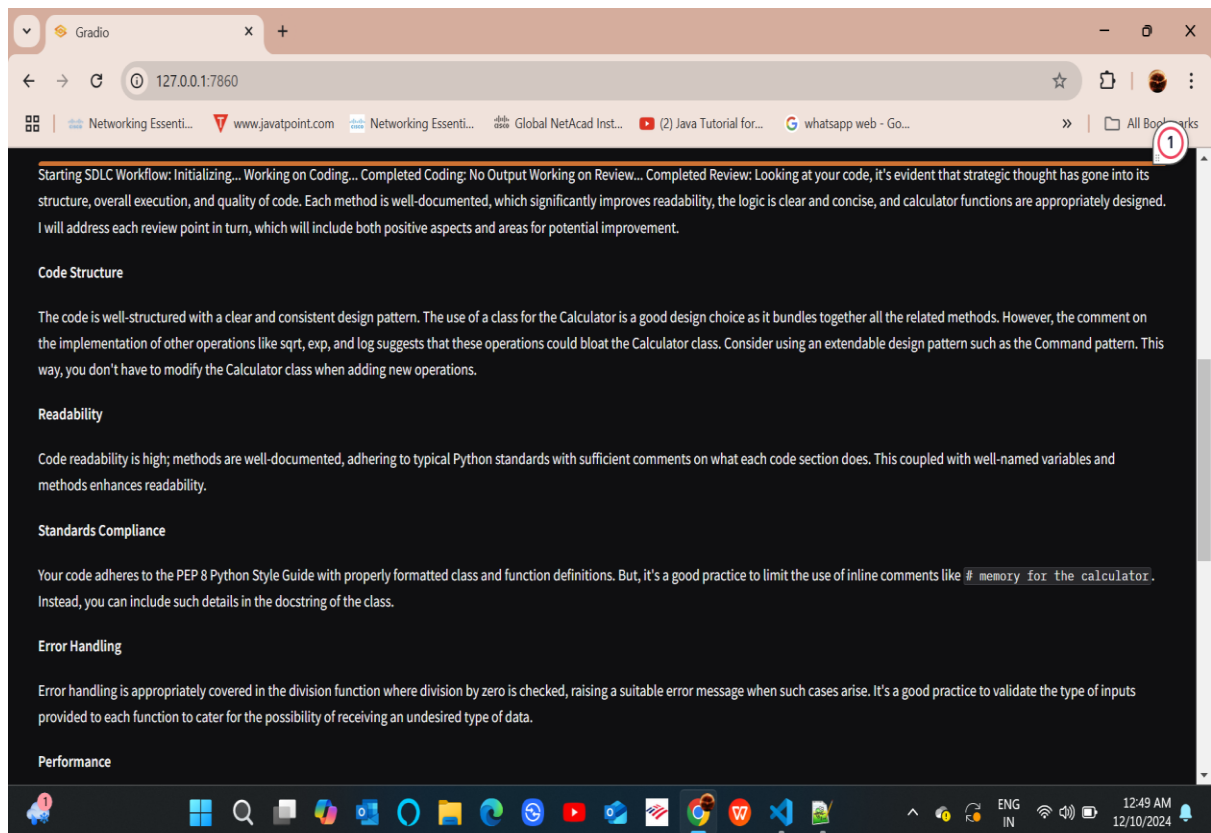 Gradio
127.0.0.1:7860
Networking Essenti...
www.javatpoint.com
Networking Essenti...
Global NetAcad Inst...
(2) Java Tutorial for...
whatsapp web - Go...
»
All Bookmarks
1
Starting SDLC Workflow: Initializing... Working on Coding... Completed Coding: No Output Working on Review... Completed Review: Looking at your code, it's evident that strategic thought has gone into its
structure, overall execution, and quality of code. Each method is well-documented, which significantly improves readability, the logic is clear and concise, and calculator functions are appropriately designed.
I will address each review point in turn, which will include both positive aspects and areas for potential improvement.
Code Structure
The code is well-structured with a clear and consistent design pattern. The use of a class for the Calculator is a good design choice as it bundles together all the related methods. However, the comment on
the implementation of other operations like sqrt, exp, and log suggests that these operations could bloat the Calculator class. Consider using an extendable design pattern such as the Command pattern. This
way, you don't have to modify the Calculator class when adding new operations.
Readability
Code readability is high; methods are well-documented, adhering to typical Python standards with sufficient comments on what each code section does. This coupled with well-named variables and
methods enhances readability.
Standards Compliance
Your code adheres to the PEP 8 Python Style Guide with properly formatted class and function definitions. But, it's a good practice to limit the use of inline comments like # memory for the calculator.
Instead, you can include such details in the docstring of the class.
Error Handling
Error handling is appropriately covered in the division function where division by zero is checked, raising a suitable error message when such cases arise. It's a good practice to validate the type of inputs
provided to each function to cater for the possibility of receiving an undesired type of data.
Performance
1
ENG
IN
12:49 AM
12/10/2024